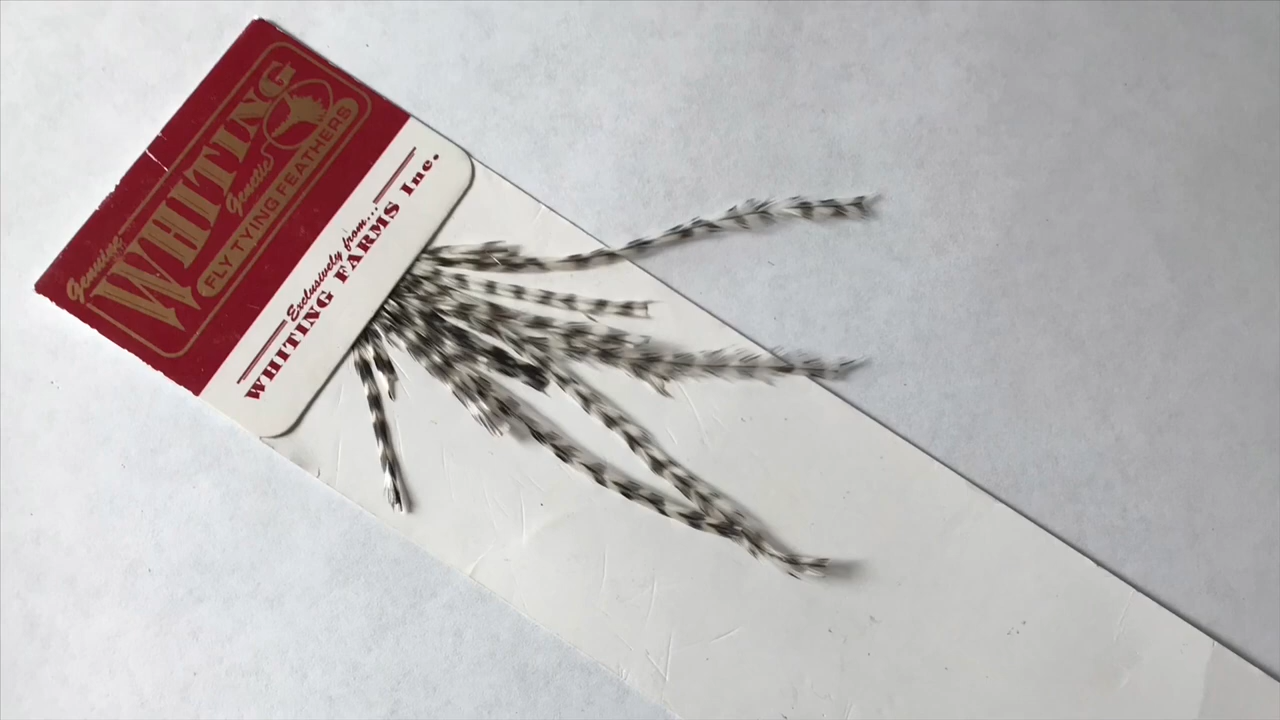 Genuine
WHITING
Genetic
FLY TYING FEATHERS
Exclusively from...
WHITING FARMS Inc.